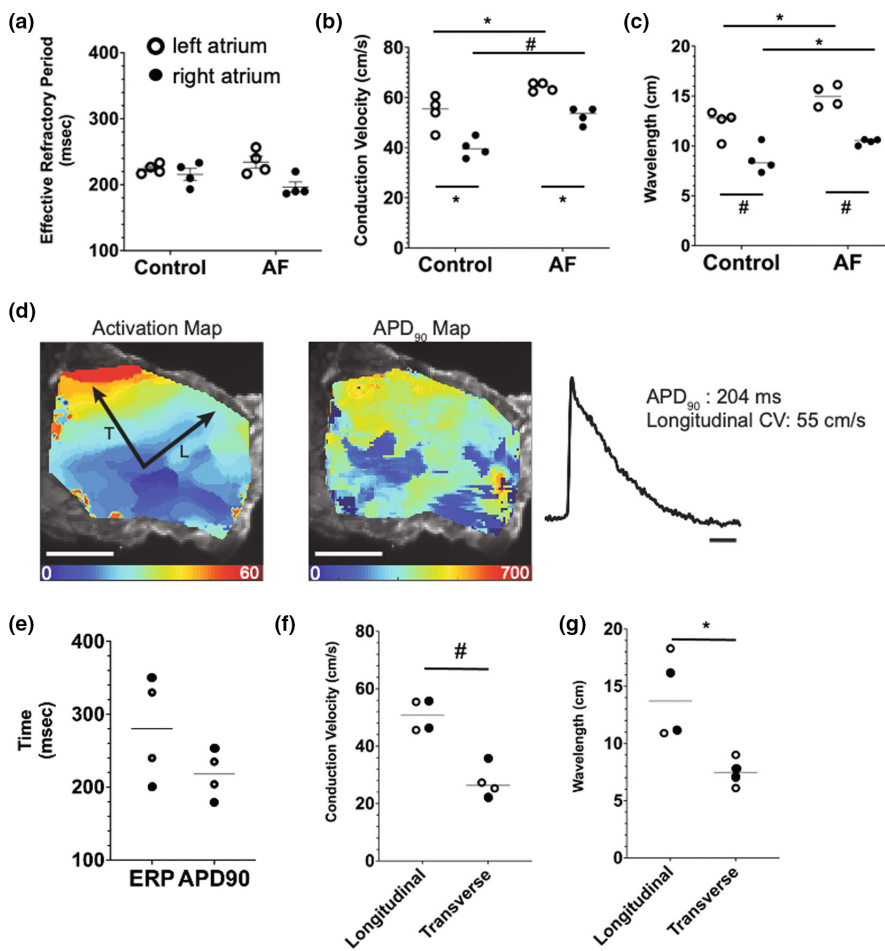 (a)
left atrium
right atrium
Effective Refractory Period
(msec)
400
300
200
100
Control
AF
(b)
Conduction Velocity (cm/s)
80
60
40
20
0
*
#
*
*
Control
AF
(c)
Wavelength (cm)
20
15
10
5
0
*
*
#
#
Control
AF
(d)
Activation Map
T
L
0
60
APD90 Map
0
700
APD90 : 204 ms
Longitudinal CV: 55 cm/s
(e)
Time
(msec)
400
300
200
100
ERP
APD90
(f)
Conduction Velocity (cm/s)
80
60
40
20
0
#
Longitudinal
Transverse
(g)
Wavelength (cm)
20
15
10
5
0
*
Longitudinal
Transverse